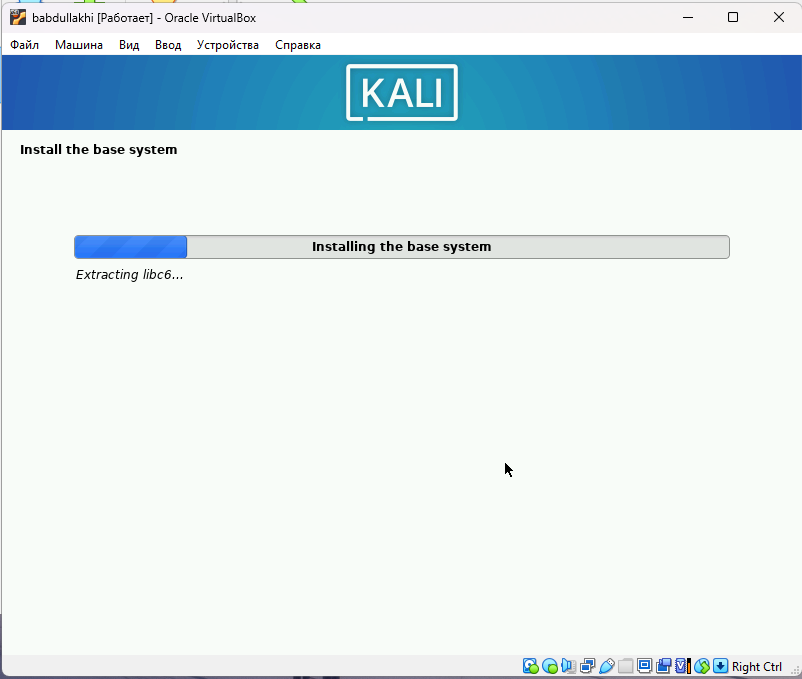 babdullakhi [Работает] - Oracle VirtualBox
Файл Машина Вид Ввод Устройства Справка
KALI
Install the base system
Installing the base system
Extracting libc6...
Right Ctrl